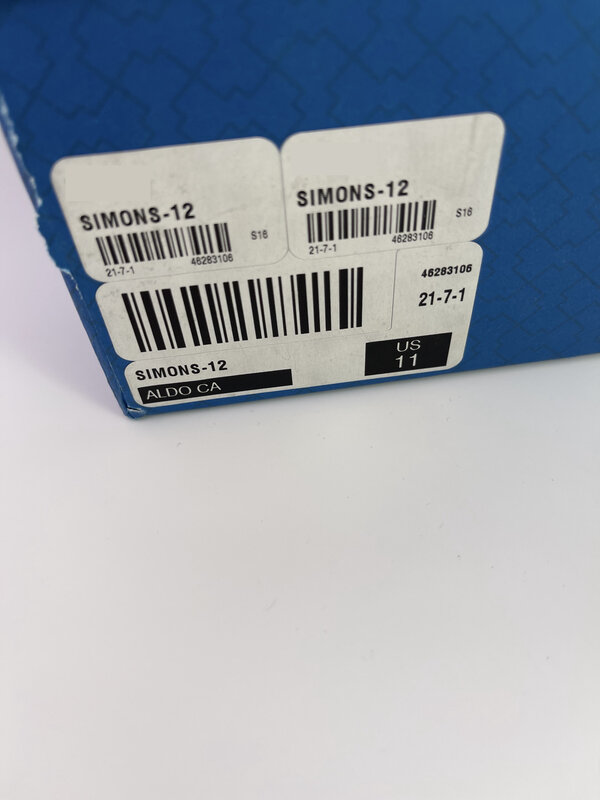 SIMONS-12
S16
21-7-1 46283106
SIMONS-12
S16
21-7-1 46283106
46283106
21-7-1
SIMONS-12
ALDO CA
US
11